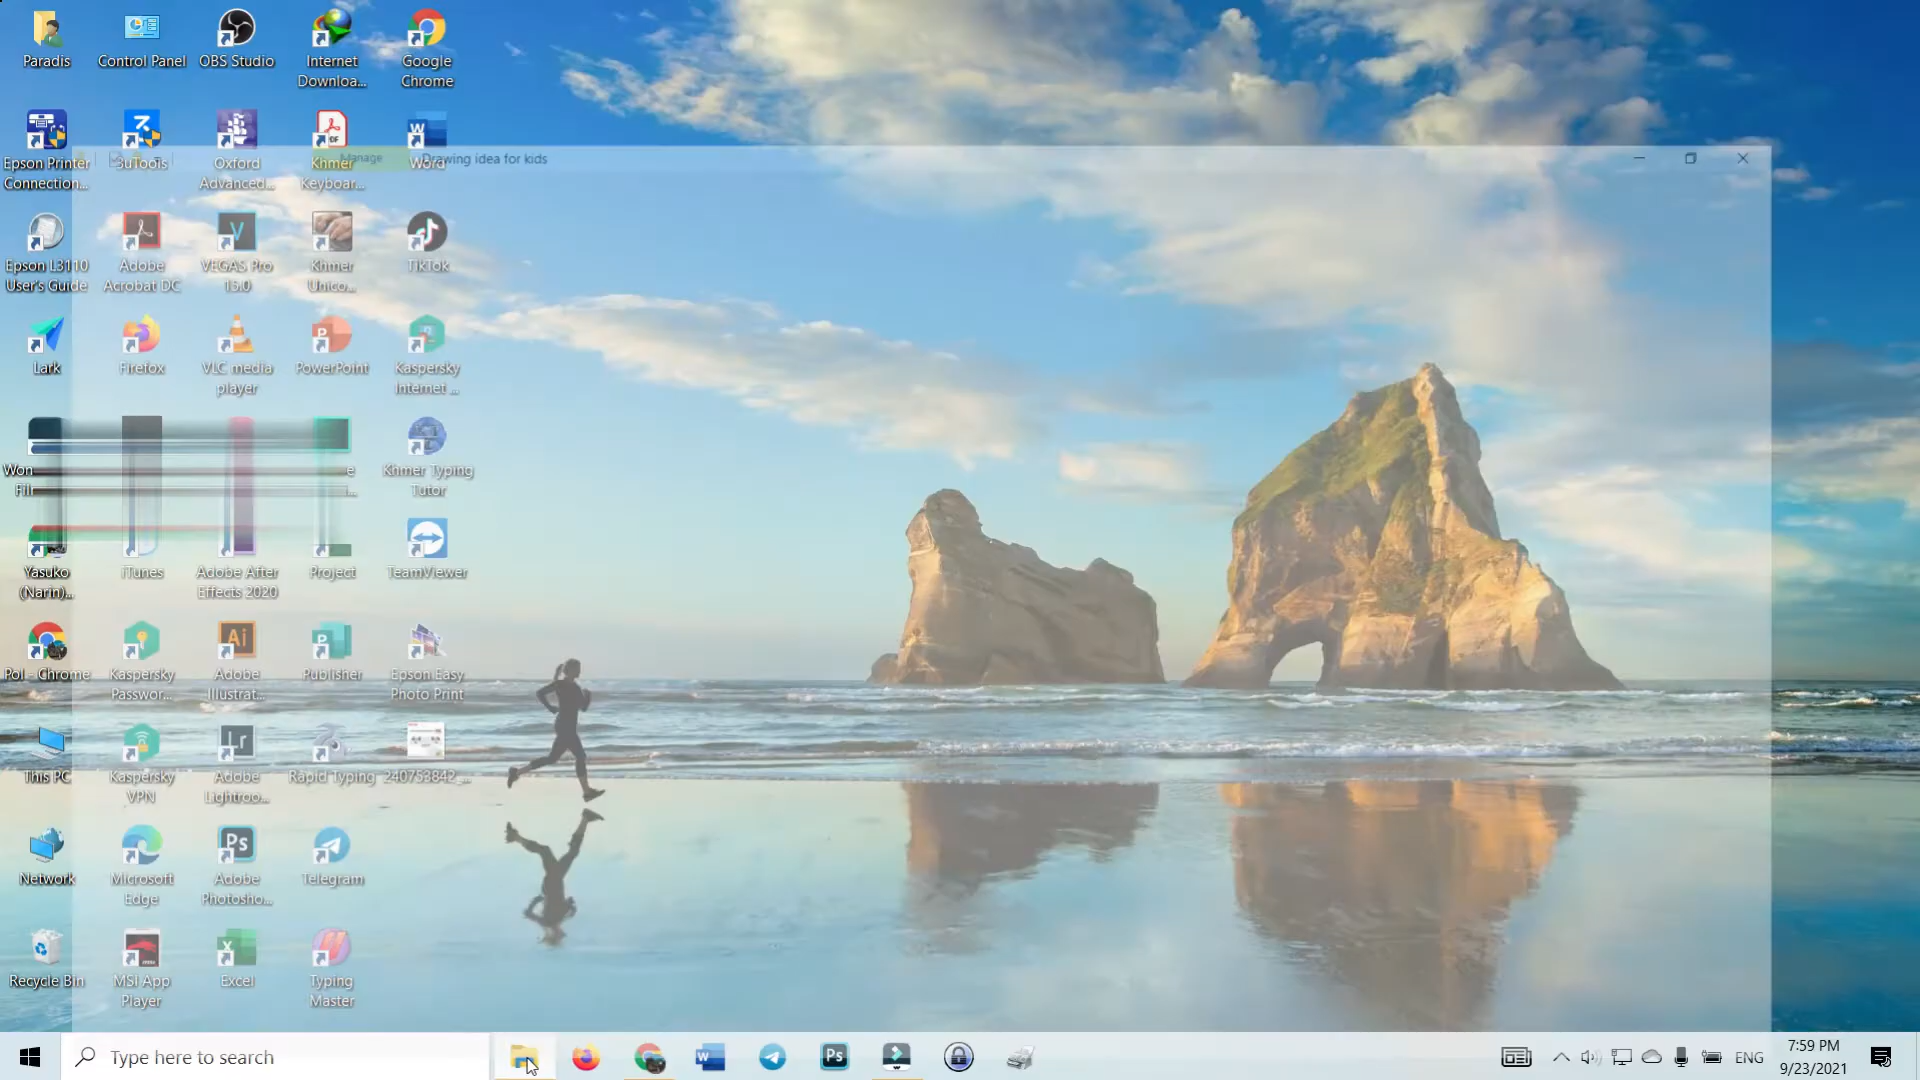 Paradis
Control Panel
OBS Studio
Internet
Downloa...
Google
Chrome
Epson Printer
Connection...
3uTools
Oxford
Advanced...
Khmer
Keyboar...
Word
Manage
Drawing idea for kids
Epson L3110
User's Guide
Adobe
Acrobat DC
VEGAS Pro
15.0
Khmer
Unico...
TikTok
Lark
Firefox
VLC media
player
PowerPoint
Kaspersky
Internet ...
Won
Fil
e
...
Khmer Typing
Tutor
Yasuko
(Narin)...
iTunes
Adobe After
Effects 2020
Project
TeamViewer
Pol - Chrome
Kaspersky
Passwor...
Adobe
Illustrat...
Publisher
Epson Easy
Photo Print
This PC
Kaspersky
VPN
Adobe
Lightroo...
Rapid Typing
240753842_...
Network
Microsoft
Edge
Adobe
Photosho...
Telegram
Recycle Bin
MSI App
Player
Excel
Typing
Master
Type here to search
ENG
7:59 PM
9/23/2021